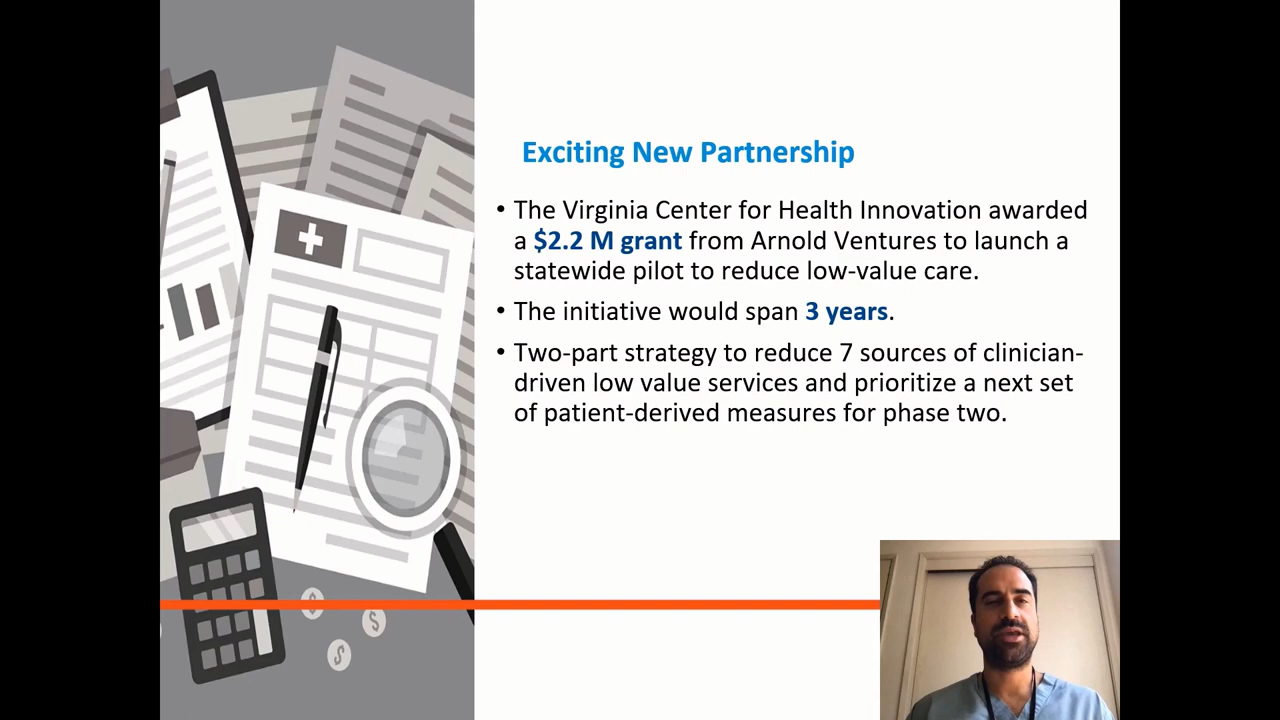 Exciting New Partnership
• The Virginia Center for Health Innovation awarded
a $2.2 M grant from Arnold Ventures to launch a
statewide pilot to reduce low-value care.
• The initiative would span 3 years.
• Two-part strategy to reduce 7 sources of clinician-
driven low value services and prioritize a next set
of patient-derived measures for phase two.